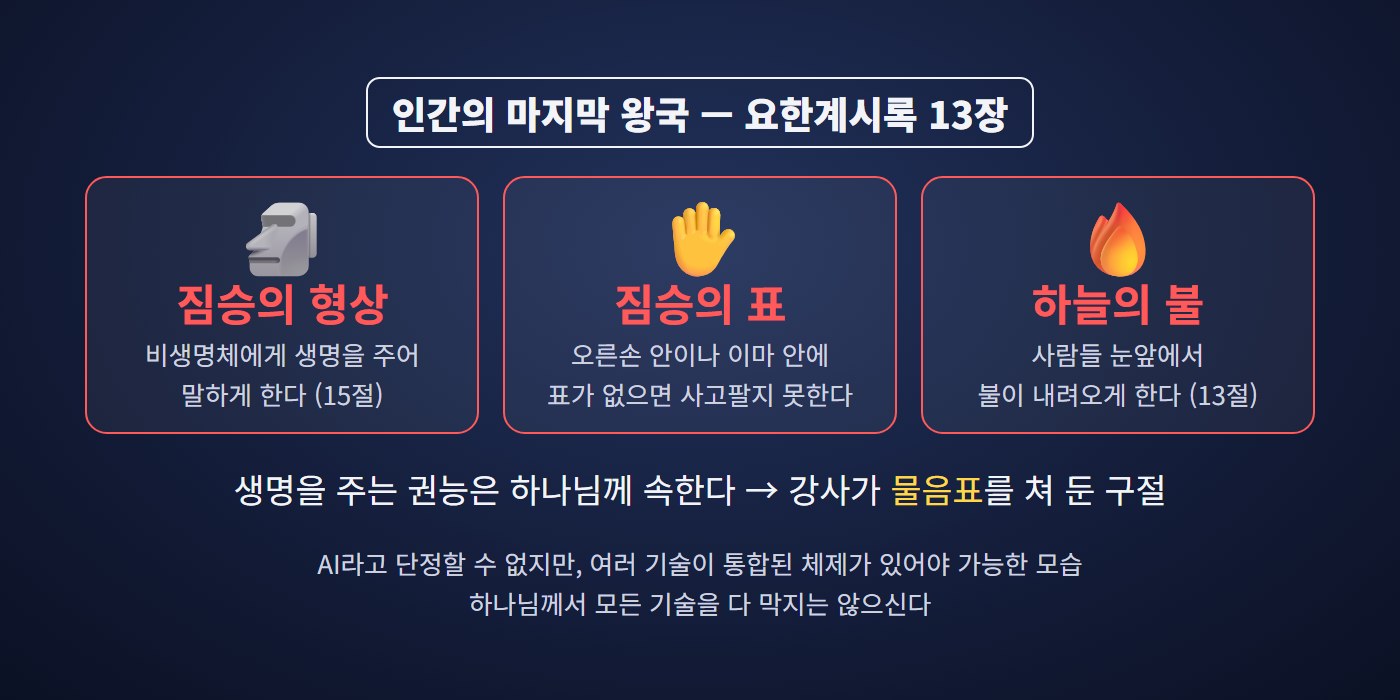 인간의 마지막 왕국 — 요한계시록 13장
짐승의 형상
비생명체에게 생명을 주어
말하게 한다 (15절)
짐승의 표
오른손 안이나 이마 안에
표가 없으면 사고팔지 못한다
하늘의 불
사람들 눈앞에서
불이 내려오게 한다 (13절)
생명을 주는 권능은 하나님께 속한다 → 강사가 물음표를 쳐 둔 구절
AI라고 단정할 수 없지만, 여러 기술이 통합된 체제가 있어야 가능한 모습
하나님께서 모든 기술을 다 막지는 않으신다